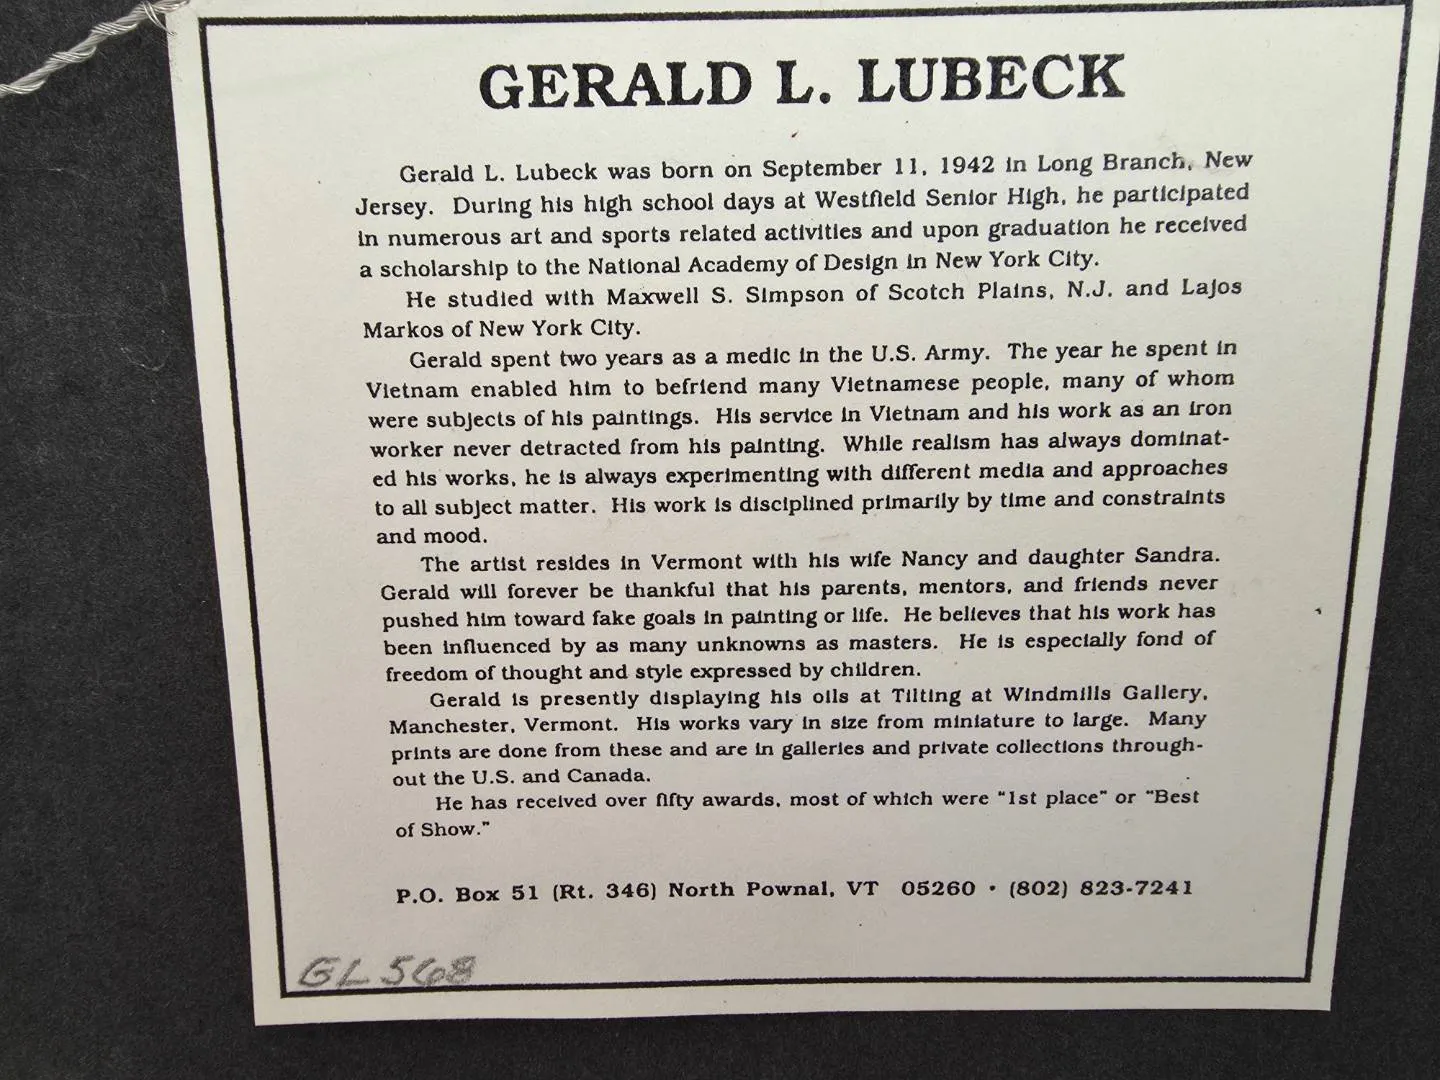 GERALD L. LUBECK
Gerald L. Lubeck was born on September 11, 1942 in Long Branch, New
Jersey. During his high school days at Westfield Senior High, he participated
in numerous art and sports related activities and upon graduation he received
a scholarship to the National Academy of Design in New York City.
He studied with Maxwell S. Simpson of Scotch Plains, N.J. and Lajos
Markos of New York City.
Gerald spent two years as a medic in the U.S. Army. The year he spent in
Vietnam enabled him to befriend many Vietnamese people, many of whom
were subjects of his paintings. His service in Vietnam and his work as an iron
worker never detracted from his painting. While realism has always dominat-
ed his works, he is always experimenting with different media and approaches
to all subject matter. His work is disciplined primarily by time and constraints
and mood.
The artist resides in Vermont with his wife Nancy and daughter Sandra.
Gerald will forever be thankful that his parents, mentors, and friends never
pushed him toward fake goals in painting or life. He believes that his work has
been influenced by as many unknowns as masters. He is especially fond of
freedom of thought and style expressed by children.
Gerald is presently displaying his oils at Tilting at Windmills Gallery,
Manchester, Vermont. His works vary in size from miniature to large. Many
prints are done from these and are in galleries and private collections through-
out the U.S. and Canada.
He has received over fifty awards, most of which were "1st place" or "Best
of Show."
P.O. Box 51 (Rt. 346) North Pownal, VT 05260 • (802) 823-7241
GL 568